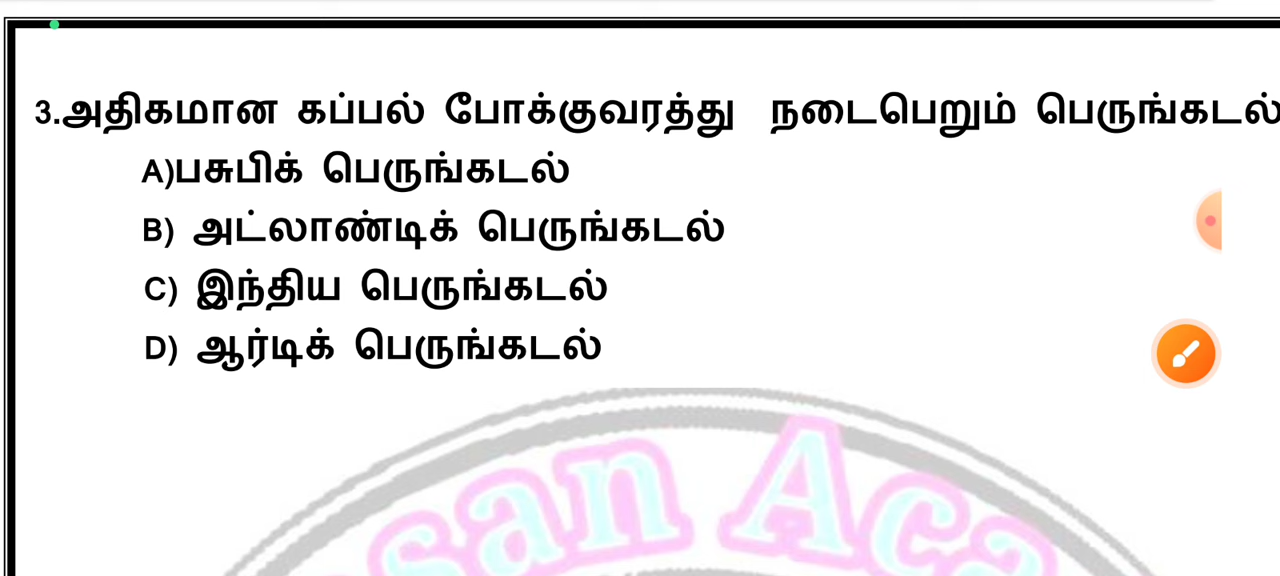 3.அதிகமான கப்பல் போக்குவரத்து நடைபெறும் பெருங்கடல்
A)பசுபிக் பெருங்கடல்
B) அட்லாண்டிக் பெருங்கடல்
C) இந்திய பெருங்கடல்
D) ஆர்டிக் பெருங்கடல்
san Aca